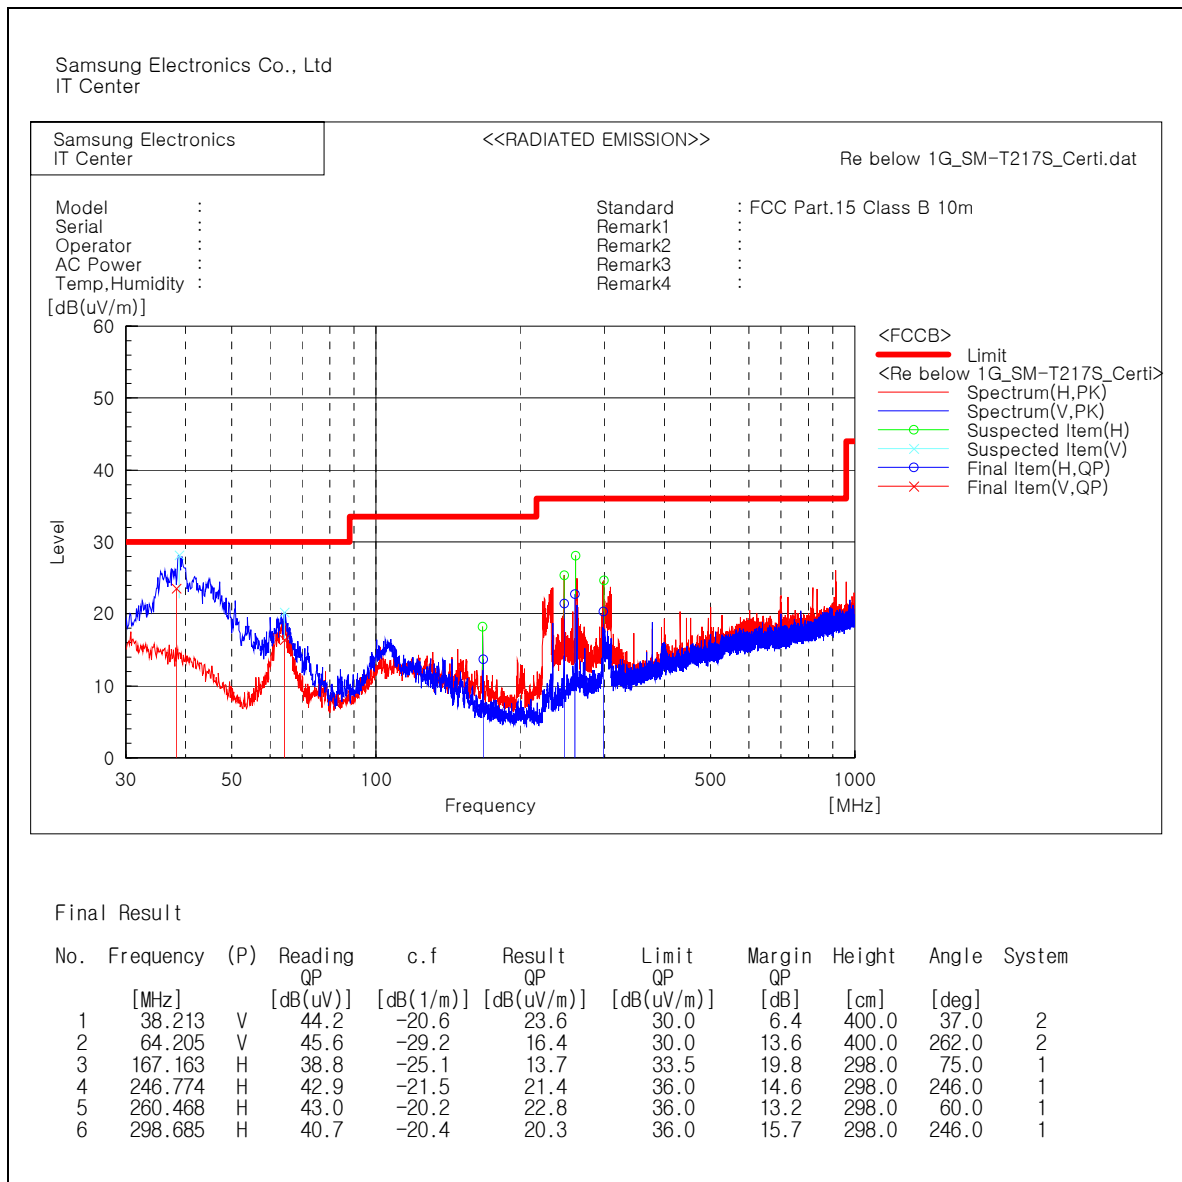 Samsung Electronics Co., Ltd
IT Center
Samsung Electronics
IT Center
<<RADIATED EMISSION>>
Re below 1G_SM-T217S_Certi.dat
Model :
Serial :
Operator :
AC Power :
Temp,Humidity :
Standard : FCC Part.15 Class B 10m
Remark1
Remark2 :
Remark3 :
Remark4 :
[dB(uV/m)]
60
50
40
30
20
10
0
Level
30 50 100 500 1000
Frequency [MHz]
<FCCB>
Limit
<Re below 1G_SM-T217S_Certi>
Spectrum(H,PK)
Spectrum(V,PK)
Suspected Item(H)
Suspected Item(V)
Final Item(H,QP)
Final Item(V,QP)
Final Result
No. Frequency (P) Reading c.f Result Limit Margin Height Angle System
QP QP QP QP
[MHz] [dB(uV)] [dB(1/m)] [dB(uV/m)] [dB(uV/m)] [dB] [cm] [deg]
1 38.213 V 44.2 -20.6 23.6 30.0 6.4 400.0 37.0 2
2 64.205 V 45.6 -29.2 16.4 30.0 13.6 400.0 262.0 2
3 167.163 H 38.8 -25.1 13.7 33.5 19.8 298.0 75.0 1
4 246.774 H 42.9 -21.5 21.4 36.0 14.6 298.0 246.0 1
5 260.468 H 43.0 -20.2 22.8 36.0 13.2 298.0 60.0 1
6 298.685 H 40.7 -20.4 20.3 36.0 15.7 298.0 246.0 1